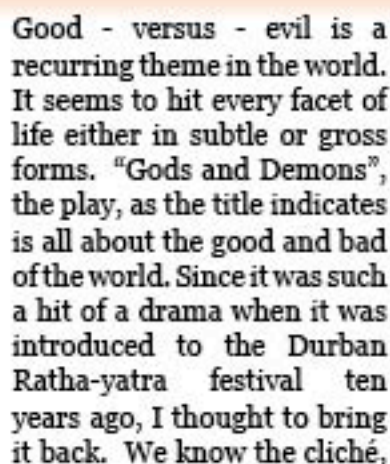 Good - versus - evil is a
recurring theme in the world.
It seems to hit every facet of
life either in subtle or gross
forms. “Gods and Demons”,
the play, as the title indicates
is all about the good and bad
of the world. Since it was such
a hit of a drama when it was
introduced to the Durban
Ratha-yatra festival ten
years ago, I thought to bring
it back. We know the cliché,